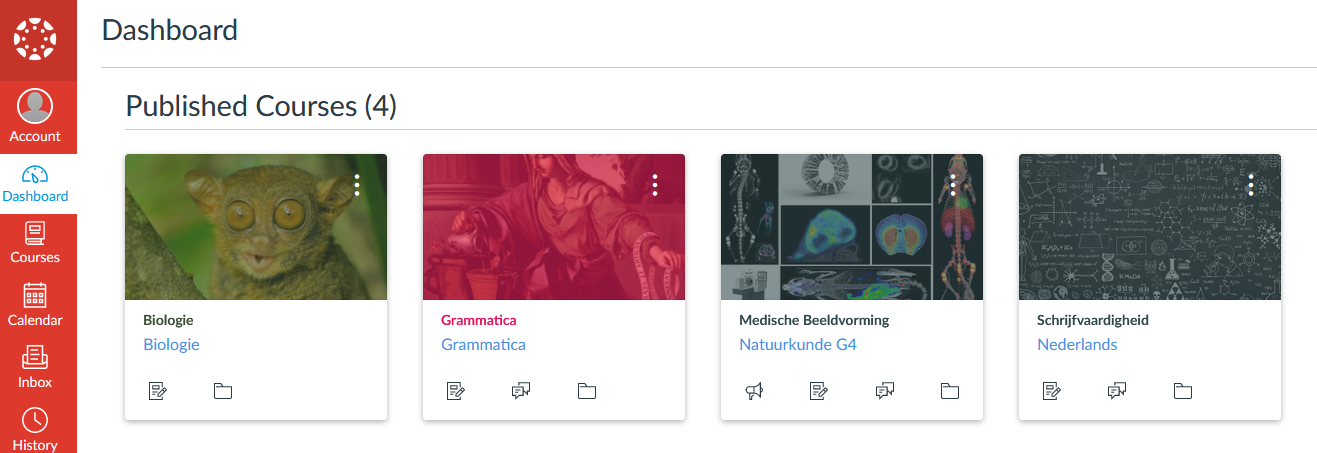 Dashboard
Published Courses (4)
Account
Dashboard
Courses
Calendar
Inbox
History
Biologie
Biologie
Grammatica
Grammatica
Medische Beeldvorming
Natuurkunde G4
Schrijfvaardigheid
Nederlands